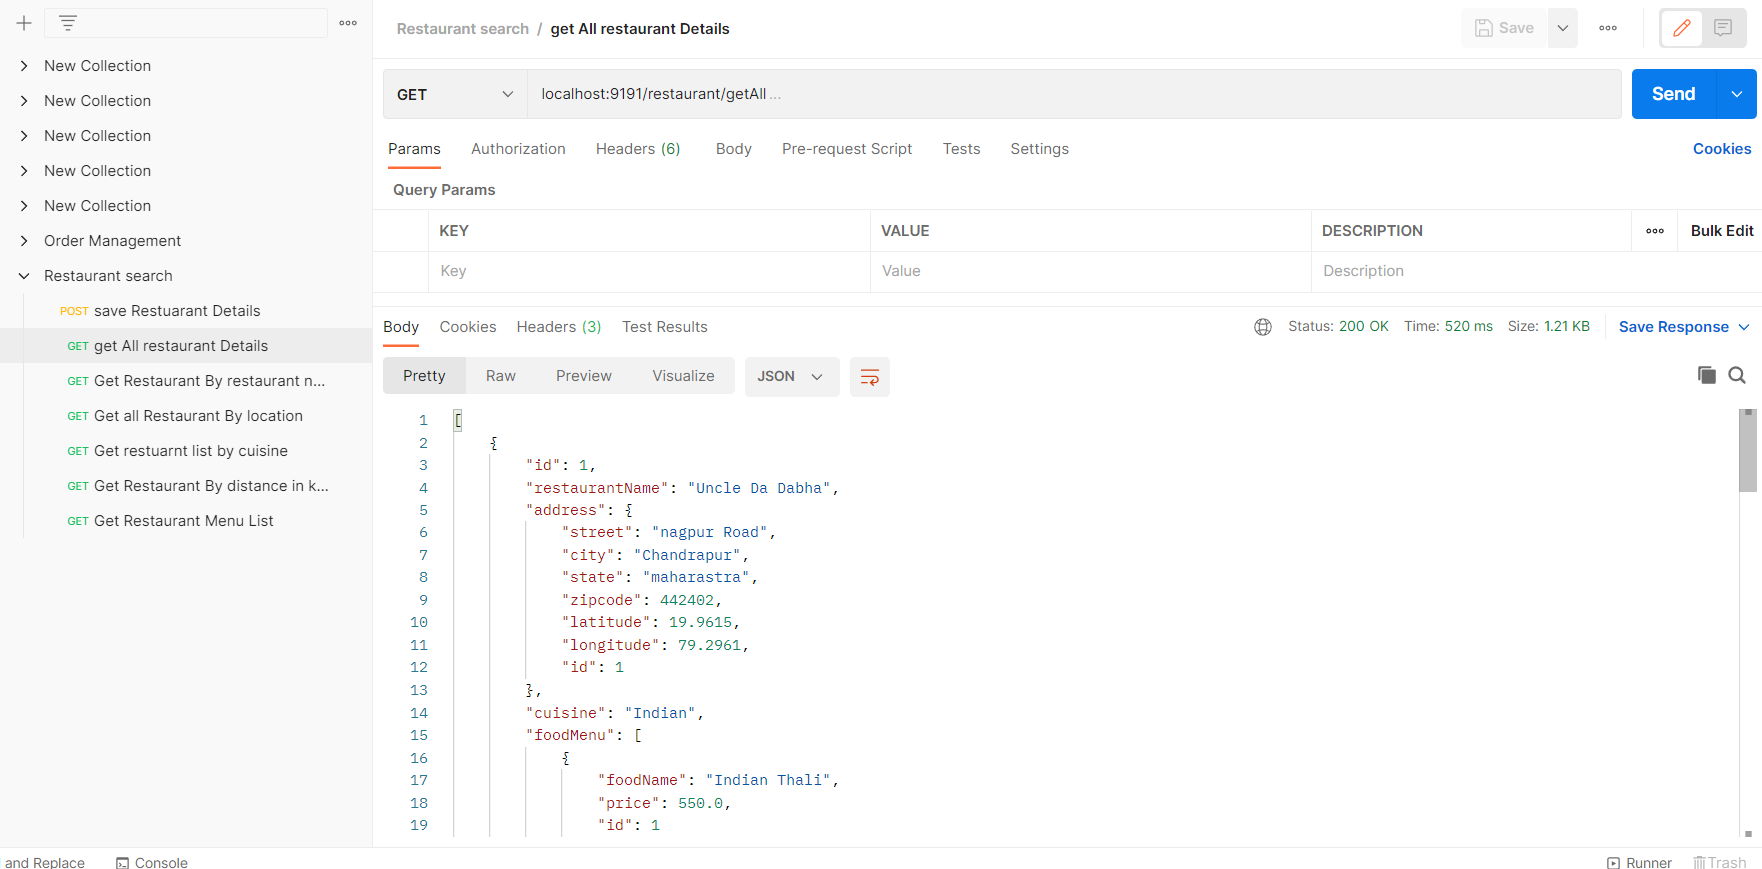 New Collection
New Collection
New Collection
New Collection
New Collection
Order Management
Restaurant search
POST save Restuarant Details
GET get All restaurant Details
GET Get Restaurant By restaurant n...
GET Get all Restaurant By location
GET Get restuarnt list by cuisine
GET Get Restaurant By distance in k...
GET Get Restaurant Menu List
Restaurant search / get All restaurant Details
Save
GET localhost:9191/restaurant/getAll ...
Send
Params Authorization Headers (6) Body Pre-request Script Tests Settings Cookies
Query Params
KEY VALUE DESCRIPTION Bulk Edit
Key Value Description
Body Cookies Headers (3) Test Results Status: 200 OK Time: 520 ms Size: 1.21 KB Save Response
Pretty Raw Preview Visualize JSON
1 [
2 {
3 "id": 1,
4 "restaurantName": "Uncle Da Dabha",
5 "address": {
6 "street": "nagpur Road",
7 "city": "Chandrapur",
8 "state": "maharastra",
9 "zipcode": 442402,
10 "latitude": 19.9615,
11 "longitude": 79.2961,
12 "id": 1
13 },
14 "cuisine": "Indian",
15 "foodMenu": [
16 {
17 "foodName": "Indian Thali",
18 "price": 550.0,
19 "id": 1
and Replace Console Runner Trash